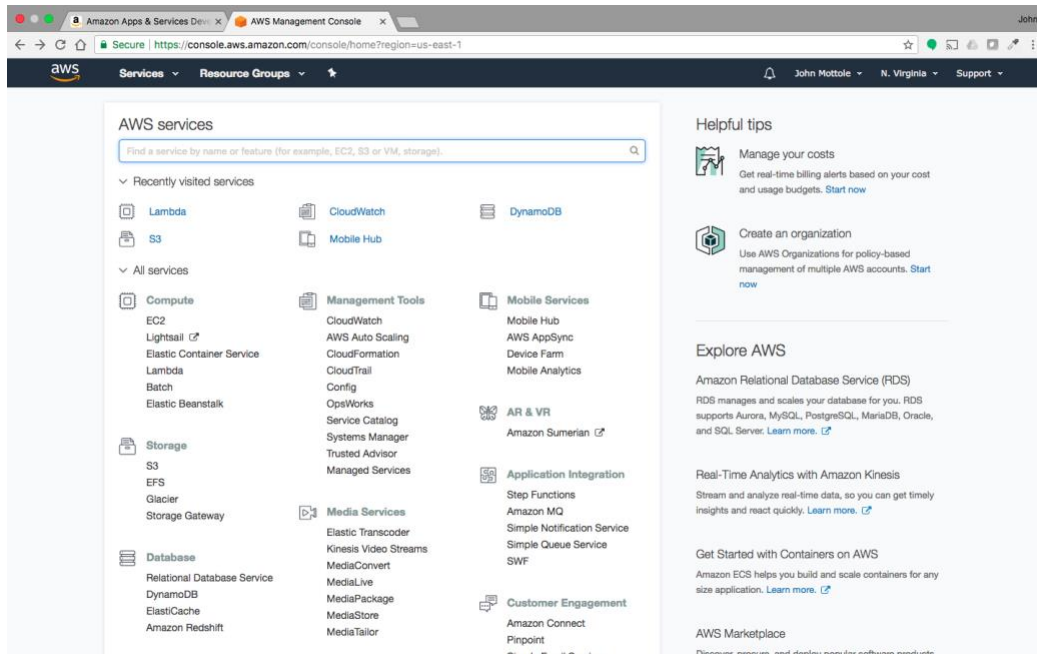 Amazon Apps & Services Deve
AWS Management Console
John
Secure | https://console.aws.amazon.com/console/home?region=us-east-1
aws
Services
Resource Groups
John Mottole
N. Virginia
Support
AWS services
Find a service by name or feature (for example, EC2, S3 or VM, storage).
Recently visited services
Lambda
CloudWatch
DynamoDB
S3
Mobile Hub
All services
Compute
EC2
Lightsail
Elastic Container Service
Lambda
Batch
Elastic Beanstalk
Storage
S3
EFS
Glacier
Storage Gateway
Database
Relational Database Service
DynamoDB
ElastiCache
Amazon Redshift
Management Tools
CloudWatch
AWS Auto Scaling
CloudFormation
CloudTrail
Config
OpsWorks
Service Catalog
Systems Manager
Trusted Advisor
Managed Services
Media Services
Elastic Transcoder
Kinesis Video Streams
MediaConvert
MediaLive
MediaPackage
MediaStore
MediaTailor
Mobile Services
Mobile Hub
AWS AppSync
Device Farm
Mobile Analytics
AR & VR
Amazon Sumerian
Application Integration
Step Functions
Amazon MQ
Simple Notification Service
Simple Queue Service
SWF
Customer Engagement
Amazon Connect
Pinpoint
Helpful tips
Manage your costs
Get real-time billing alerts based on your cost
and usage budgets. Start now
Create an organization
Use AWS Organizations for policy-based
management of multiple AWS accounts. Start
now
Explore AWS
Amazon Relational Database Service (RDS)
RDS manages and scales your database for you. RDS
supports Aurora, MySQL, PostgreSQL, MariaDB, Oracle,
and SQL Server. Learn more.
Real-Time Analytics with Amazon Kinesis
Stream and analyze real-time data, so you can get timely
insights and react quickly. Learn more.
Get Started with Containers on AWS
Amazon ECS helps you build and scale containers for any
size application. Learn more.
AWS Marketplace
Discover, procure, and deploy popular software products